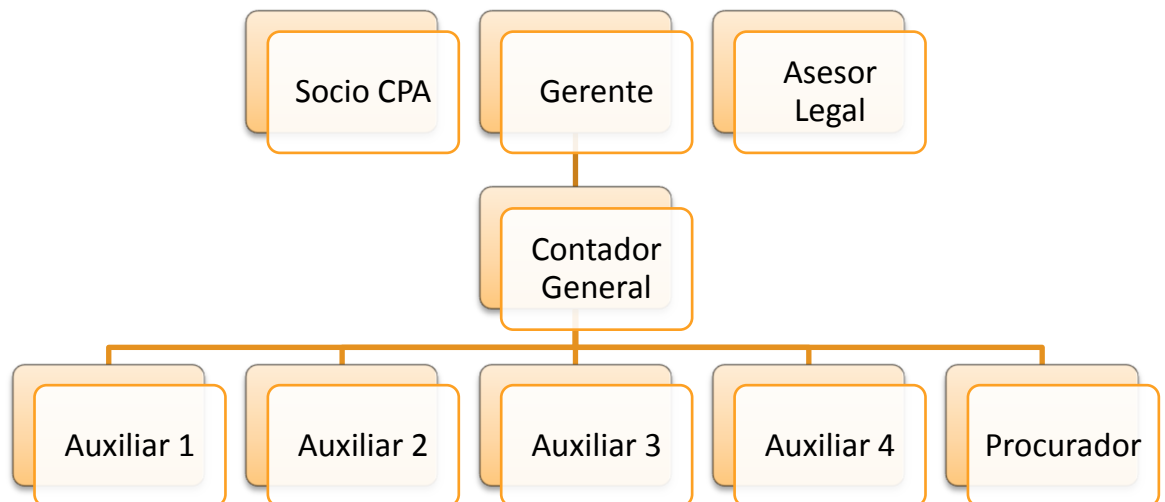 Socio CPA
Gerente
Asesor
Legal
Contador
General
Auxiliar 1
Auxiliar 2
Auxiliar 3
Auxiliar 4
Procurador